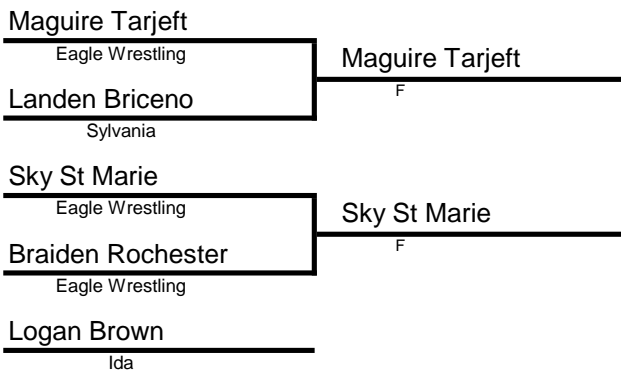 Maguire Tarjeft
Eagle Wrestling
Maguire Tarjeft
F
Landen Briceno
Sylvania
Sky St Marie
Eagle Wrestling
Sky St Marie
F
Braiden Rochester
Eagle Wrestling
Logan Brown
Ida